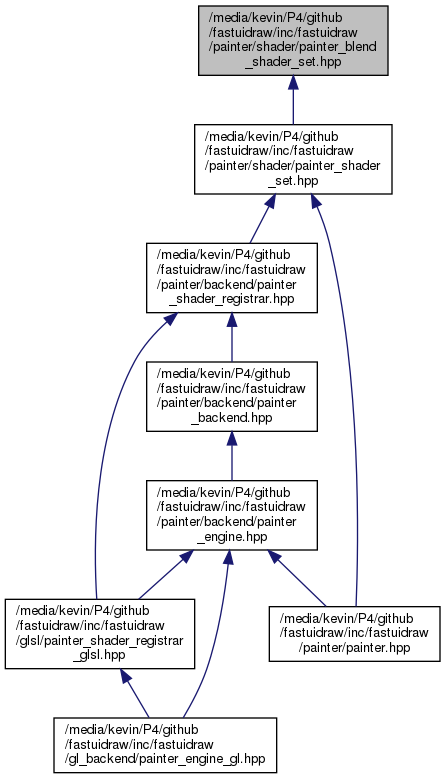 /media/kevin/P4/github
/fastuidraw/inc/fastuidraw
/painter/shader/painter_blend
_shader_set.hpp
/media/kevin/P4/github
/fastuidraw/inc/fastuidraw
/painter/shader/painter_shader
_set.hpp
/media/kevin/P4/github
/fastuidraw/inc/fastuidraw
/painter/backend/painter
_shader_registrar.hpp
/media/kevin/P4/github
/fastuidraw/inc/fastuidraw
/painter/backend/painter
_backend.hpp
/media/kevin/P4/github
/fastuidraw/inc/fastuidraw
/painter/backend/painter
_engine.hpp
/media/kevin/P4/github
/fastuidraw/inc/fastuidraw
/glsl/painter_shader_registrar
_glsl.hpp
/media/kevin/P4/github
/fastuidraw/inc/fastuidraw
/painter/painter.hpp
/media/kevin/P4/github
/fastuidraw/inc/fastuidraw
/gl_backend/painter_engine_gl.hpp